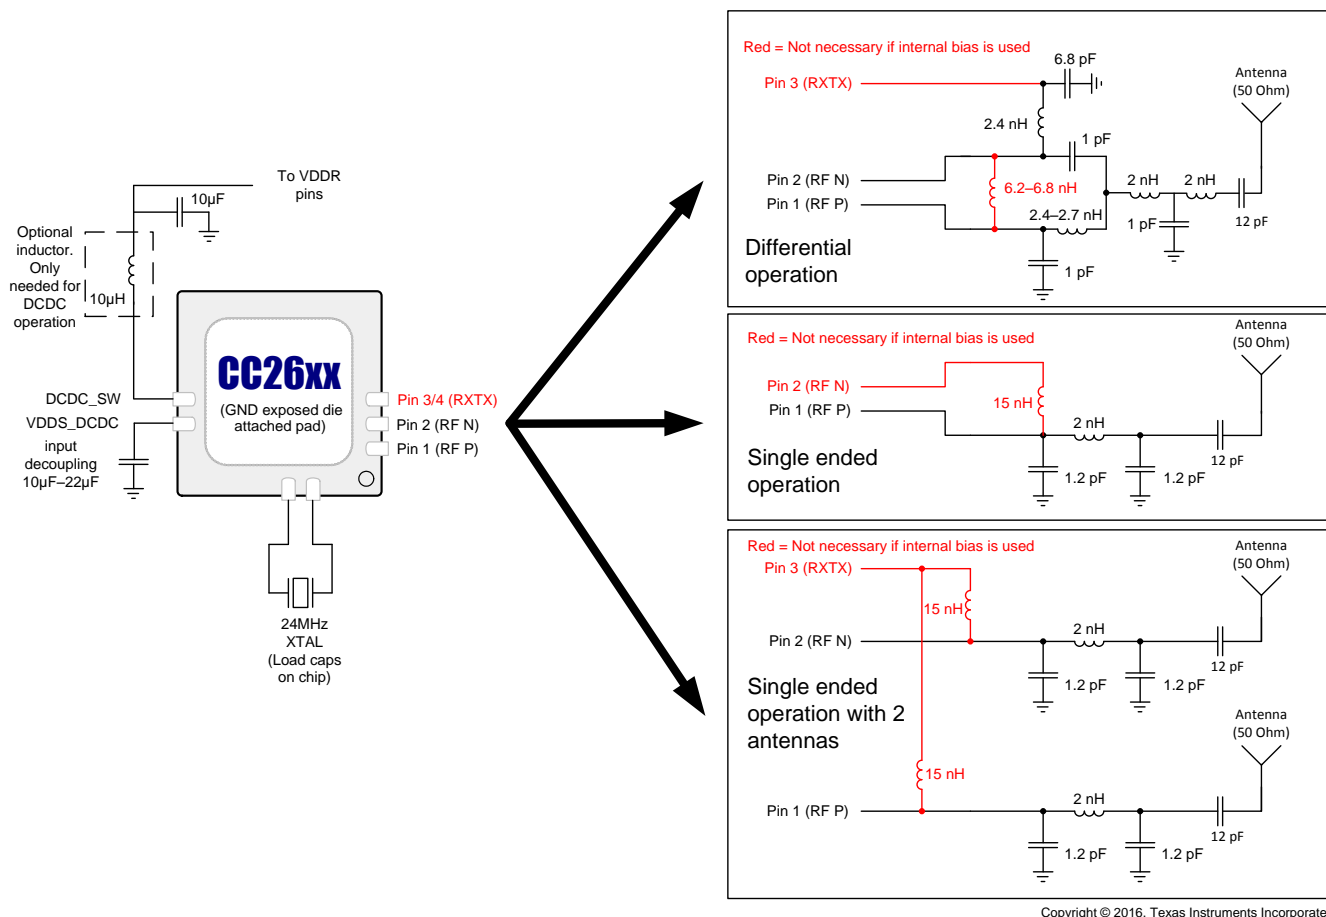 To VDDR
pins
10µF
Optional
inductor.
Only
needed for
DCDC
operation
10µH
DCDC_SW
VDDS_DCDC
input
decoupling
10µF–22µF
CC26xx
(GND exposed die
attached pad)
Pin 3/4 (RXTX)
Pin 2 (RF N)
Pin 1 (RF P)
24MHz
XTAL
(Load caps
on chip)
Red = Not necessary if internal bias is used
Pin 3 (RXTX)
6.8 pF
Antenna
(50 Ohm)
2.4 nH
1 pF
Pin 2 (RF N)
6.2–6.8 nH
2 nH
2 nH
Pin 1 (RF P)
2.4–2.7 nH
1 pF
12 pF
Differential
operation
1 pF
Antenna
(50 Ohm)
Red = Not necessary if internal bias is used
Pin 2 (RF N)
15 nH
Pin 1 (RF P)
2 nH
12 pF
Single ended
operation
1.2 pF
1.2 pF
Red = Not necessary if internal bias is used
Antenna
(50 Ohm)
Pin 3 (RXTX)
15 nH
Pin 2 (RF N)
2 nH
12 pF
1.2 pF
1.2 pF
Single ended
operation with 2
antennas
Antenna
(50 Ohm)
15 nH
Pin 1 (RF P)
2 nH
12 pF
1.2 pF
1.2 pF
Copyright © 2016, Texas Instruments Incorporate